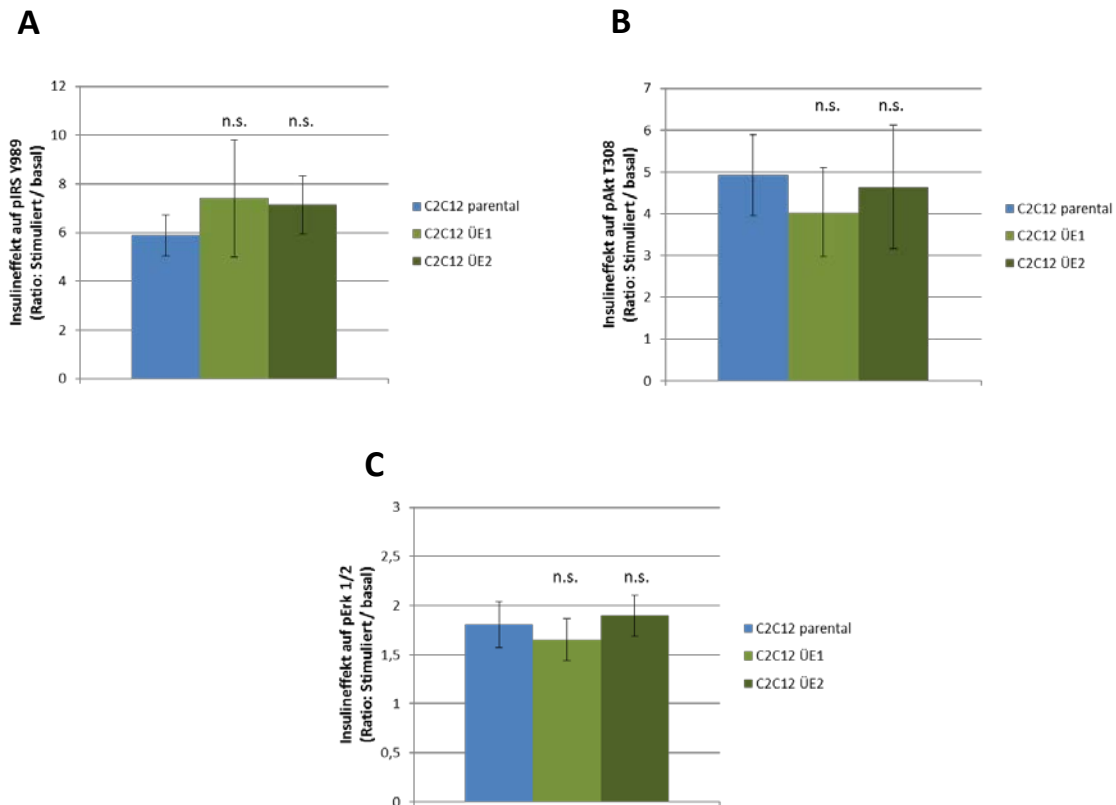 A
Insulineffekt auf pIRS Y989
(Ratio: Stimuliert / basal)
12
10
8
6
4
2
0
n.s.
n.s.
C2C12 parental
C2C12 ÜE1
C2C12 ÜE2
B
Insulineffekt auf pAkt T308
(Ratio: Stimuliert / basal)
7
6
5
4
3
2
1
0
n.s.
n.s.
C2C12 parental
C2C12 ÜE1
C2C12 ÜE2
C
Insulineffekt auf pErk 1/2
(Ratio: Stimuliert / basal)
3
2,5
2
1,5
1
0,5
0
n.s.
n.s.
C2C12 parental
C2C12 ÜE1
C2C12 ÜE2